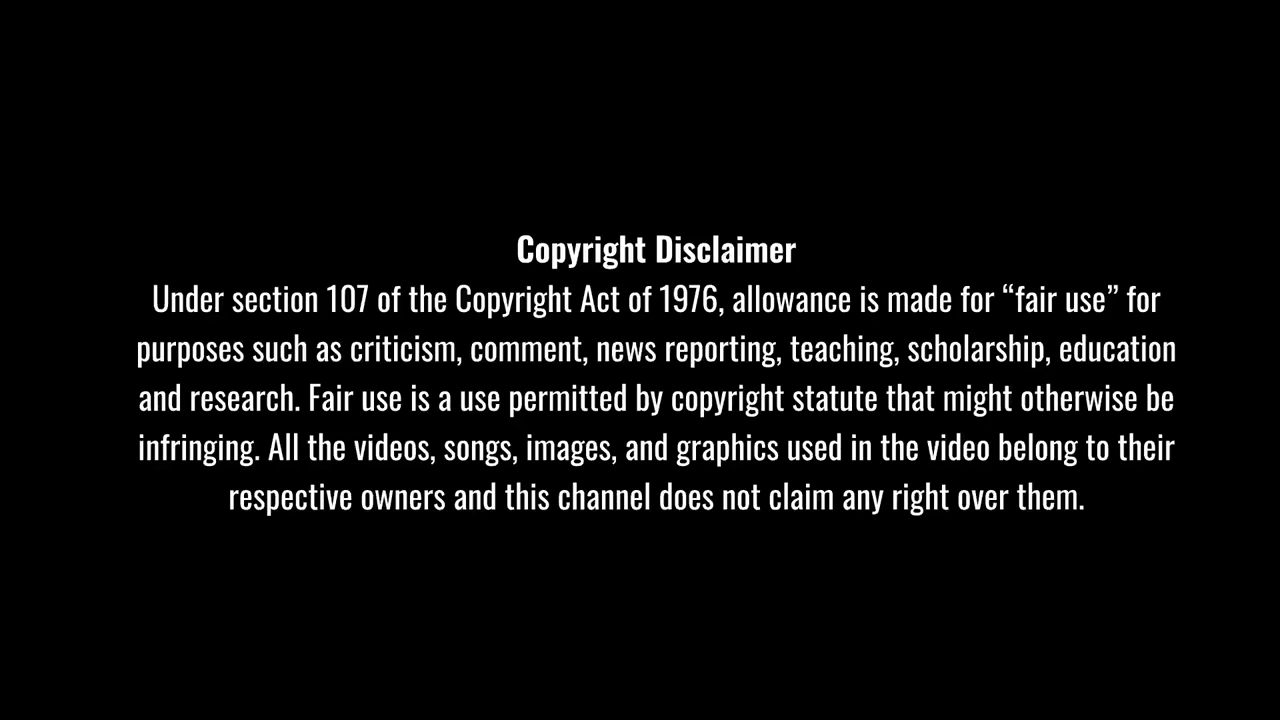 Copyright Disclaimer
Under section 107 of the Copyright Act of 1976, allowance is made for “fair use” for
purposes such as criticism, comment, news reporting, teaching, scholarship, education
and research. Fair use is a use permitted by copyright statute that might otherwise be
infringing. All the videos, songs, images, and graphics used in the video belong to their
respective owners and this channel does not claim any right over them.